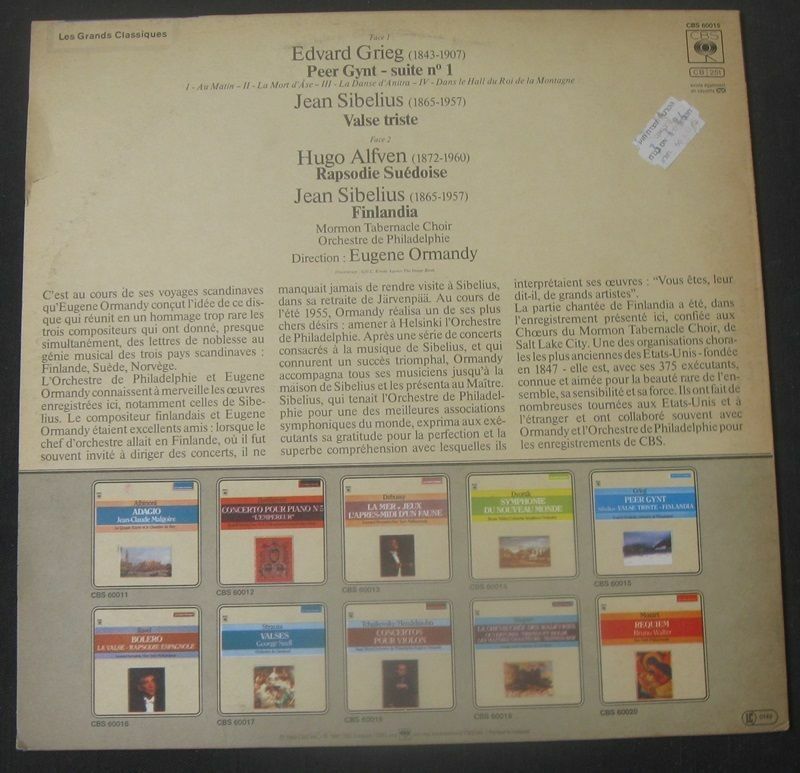 Les Grands Classiques
CBS 60015
CBS
CB 251
existe également
en cassette
Face 1
Edvard Grieg (1843-1907)
Peer Gynt - suite nº 1
I - Au Matin – II - La Mort d'Åse – III - La Danse d'Anitra – IV - Dans le Hall du Roi de la Montagne
Jean Sibelius (1865-1957)
Valse triste
Face 2
Hugo Alfven (1872-1960)
Rapsodie Suédoise
Jean Sibelius (1865-1957)
Finlandia
Mormon Tabernacle Choir
Orchestre de Philadelphie
Direction : Eugene Ormandy
C'est au cours de ses voyages scandinaves
qu'Eugene Ormandy conçut l'idée de ce dis-
que qui réunit en un hommage trop rare les
trois compositeurs qui ont donné, presque
simultanément, des lettres de noblesse au
génie musical des trois pays scandinaves :
Finlande, Suède, Norvège.
L'Orchestre de Philadelphie et Eugene
Ormandy connaissent à merveille les œuvres
enregistrées ici, notamment celles de Sibe-
lius. Le compositeur finlandais et Eugene
Ormandy étaient excellents amis : lorsque le
chef d'orchestre allait en Finlande, où il fut
souvent invité à diriger des concerts, il ne
manquait jamais de rendre visite à Sibelius,
dans sa retraite de Järvenpää. Au cours de
l'été 1955, Ormandy réalisa un de ses plus
chers désirs : amener à Helsinki l'Orchestre
de Philadelphie. Après une série de concerts
consacrés à la musique de Sibelius, et qui
connurent un succès triomphal, Ormandy
accompagna tous ses musiciens jusqu'à la
maison de Sibelius et les présenta au Maître.
Sibelius, qui tenait l'Orchestre de Philadel-
phie pour une des meilleures associations
symphoniques du monde, exprima aux exé-
cutants sa gratitude pour la perfection et la
superbe compréhension avec lesquelles ils
interprétaient ses œuvres : "Vous êtes, leur
dit-il, de grands artistes".
La partie chantée de Finlandia a été, dans
l'enregistrement présenté ici, confiée aux
Chœurs du Mormon Tabernacle Choir, de
Salt Lake City. Une des organisations chora-
les les plus anciennes des Etats-Unis - fondée
en 1847 - elle est, avec ses 375 exécutants,
connue et aimée pour la beauté rare de l'en-
semble, sa sensibilité et sa force. Ils ont fait de
nombreuses tournées aux Etats-Unis et à
l'étranger et ont collaboré souvent avec
Ormandy et l'Orchestre de Philadelphie pour
les enregistrements de CBS.
Albinoni
ADAGIO
Jean-Claude Malgoire
CBS 60011
CONCERTO POUR PIANO N°5
"L'EMPEREUR"
CBS 60012
Debussy
LA MER - JEUX
L'APRES-MIDI D'UN FAUNE
CBS 60013
Dvorak
SYMPHONIE
DU NOUVEAU MONDE
CBS 60014
Grieg
PEER GYNT
Sibelius VALSE TRISTE - FINLANDIA
CBS 60015
Ravel
BOLERO
LA VALSE - RAPSODIE ESPAGNOLE
CBS 60016
Strauss
VALSES
George Szell
CBS 60017
Tchaikovsky/Mendelssohn
CONCERTOS
POUR VIOLON
CBS 60018
Wagner
LA CHEVAUCHEE DES WALKYRIES
CBS 60019
Mozart
REQUIEM
Bruno Walter
CBS 60020